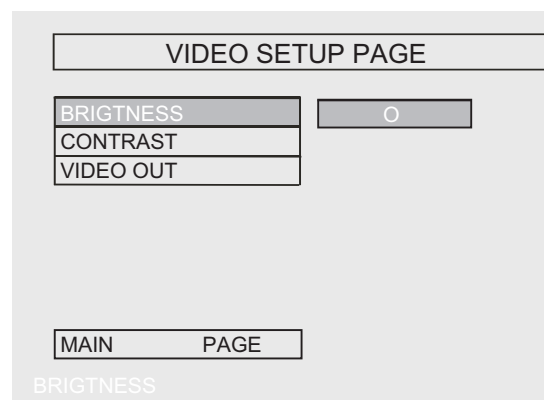 VIDEO SETUP PAGE
BRIGTNESS O
CONTRAST
VIDEO OUT
MAIN PAGE
BRIGTNESS